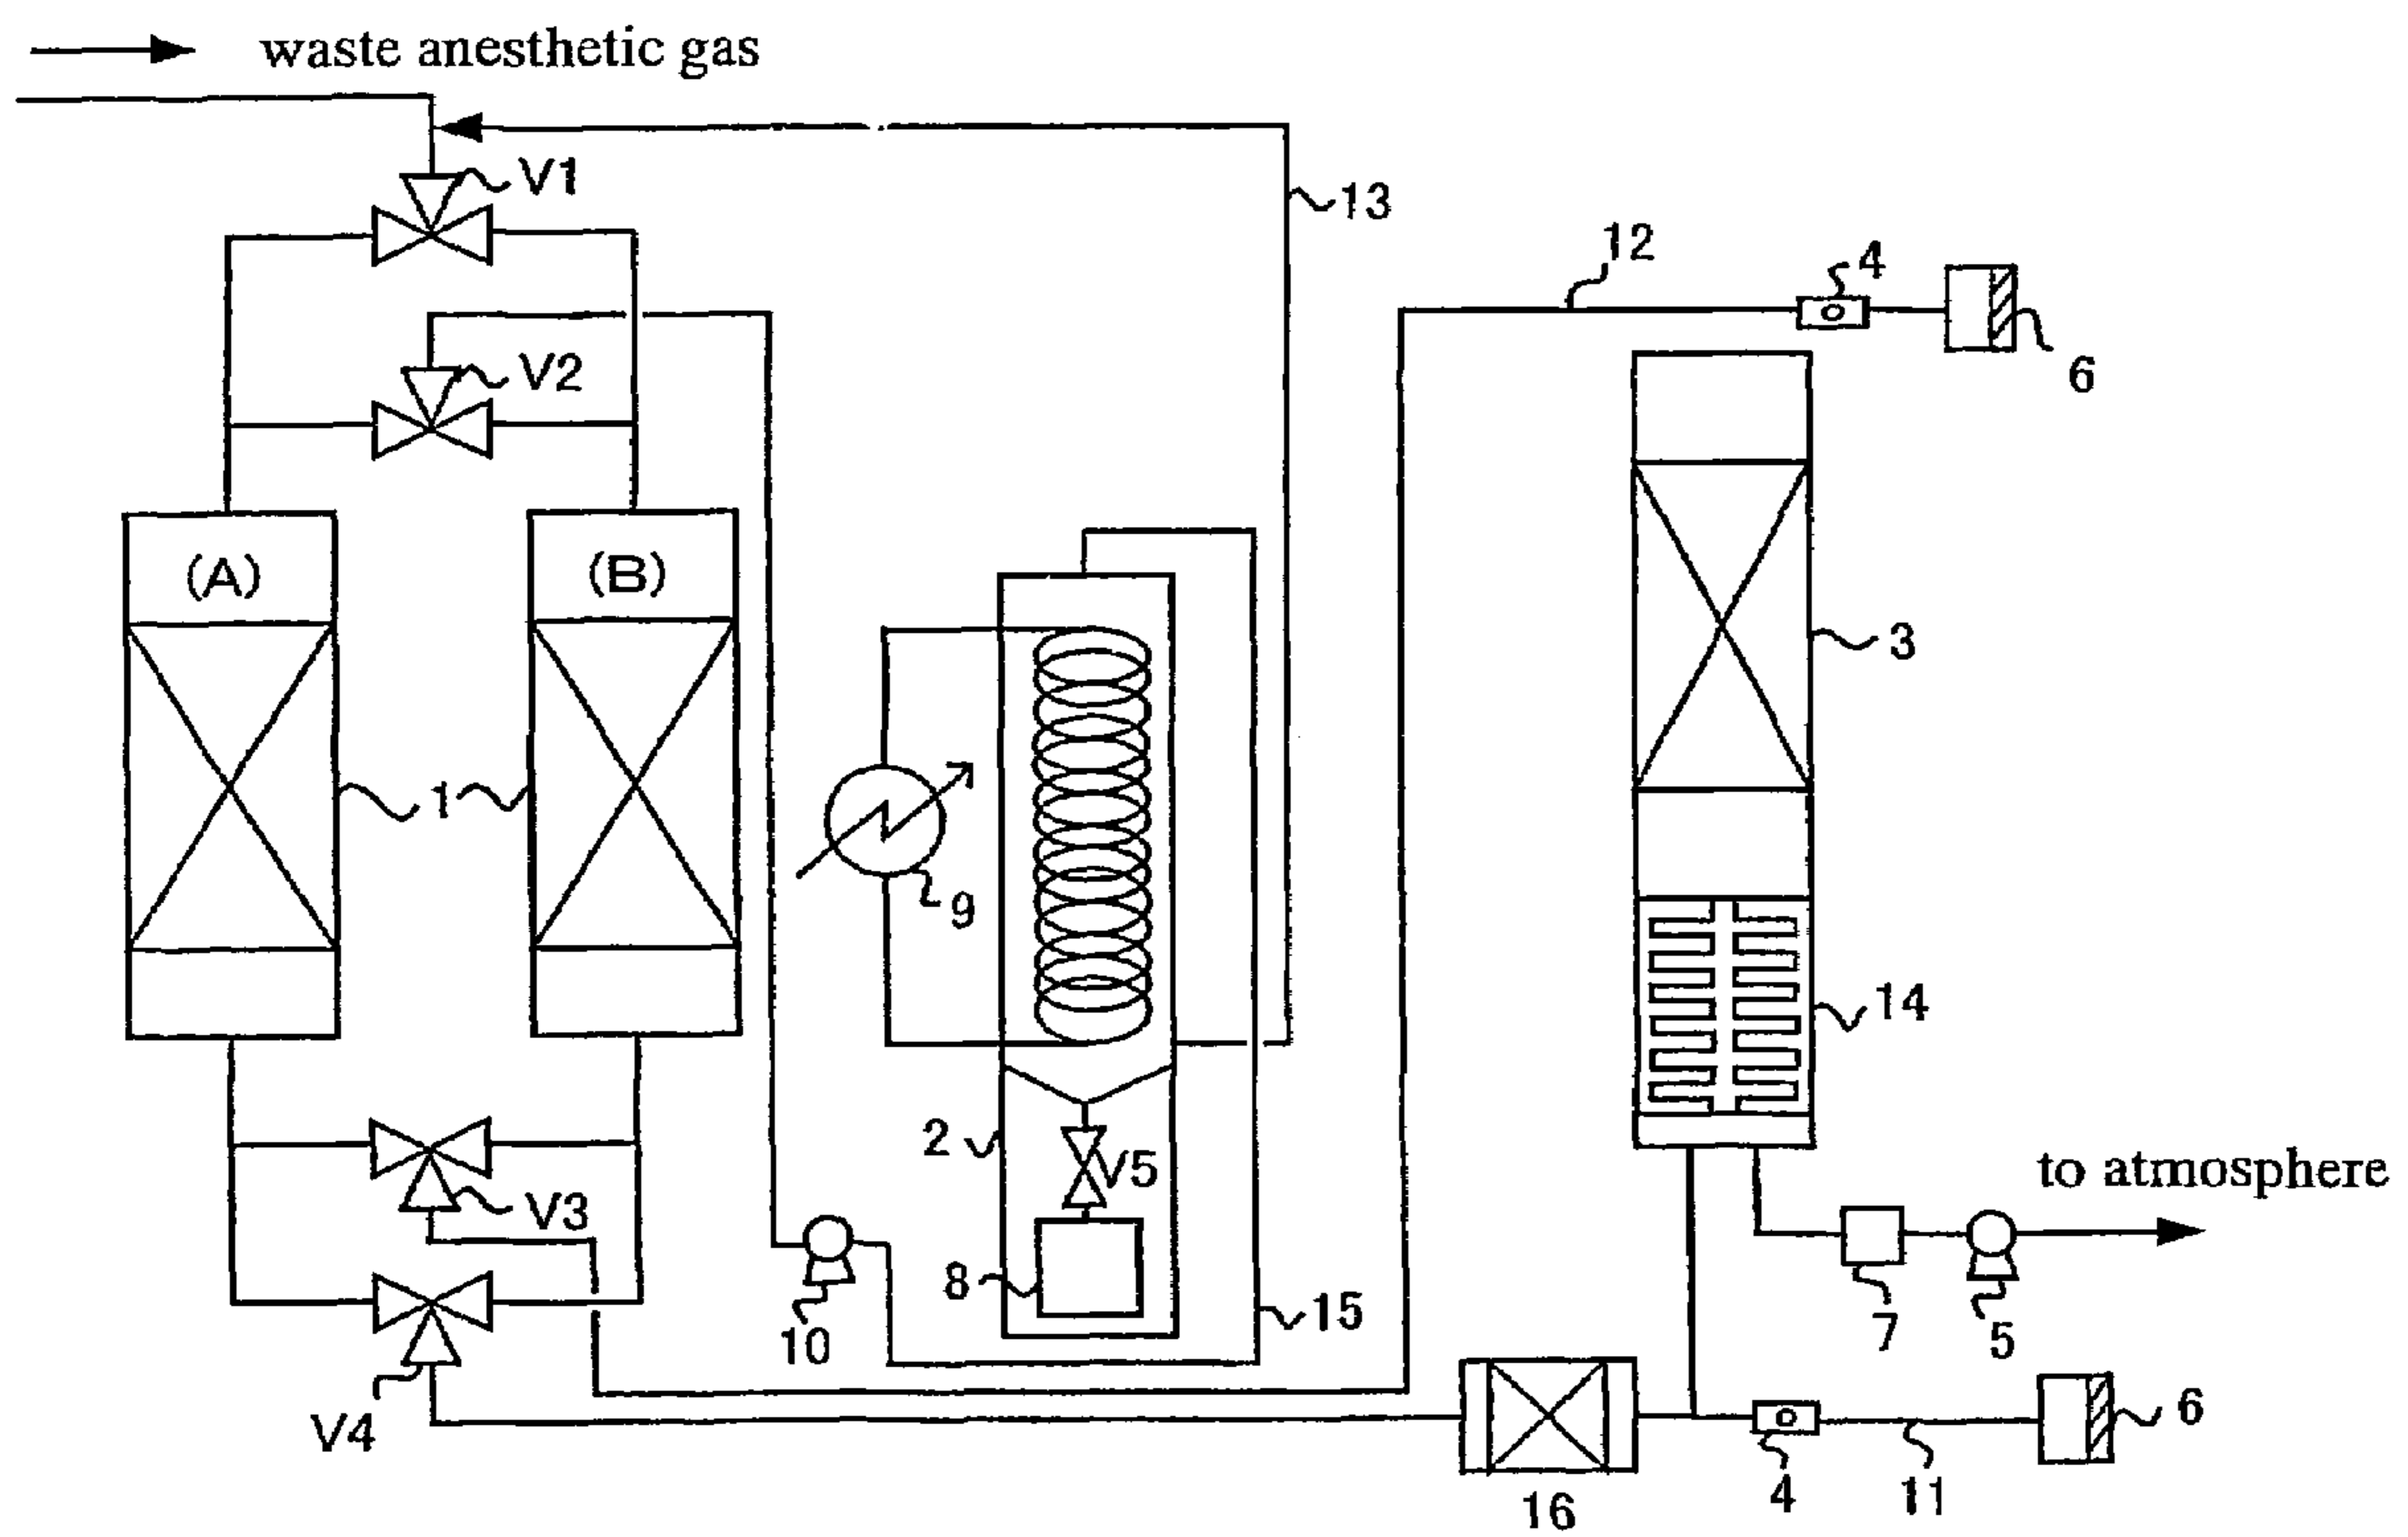 waste anesthetic gas
V1
13
12
4
6
V2
(A)
(B)
3
1
9
14
2
V5
to atmosphere
V3
8
15
10
7
5
V4
6
16
4
11